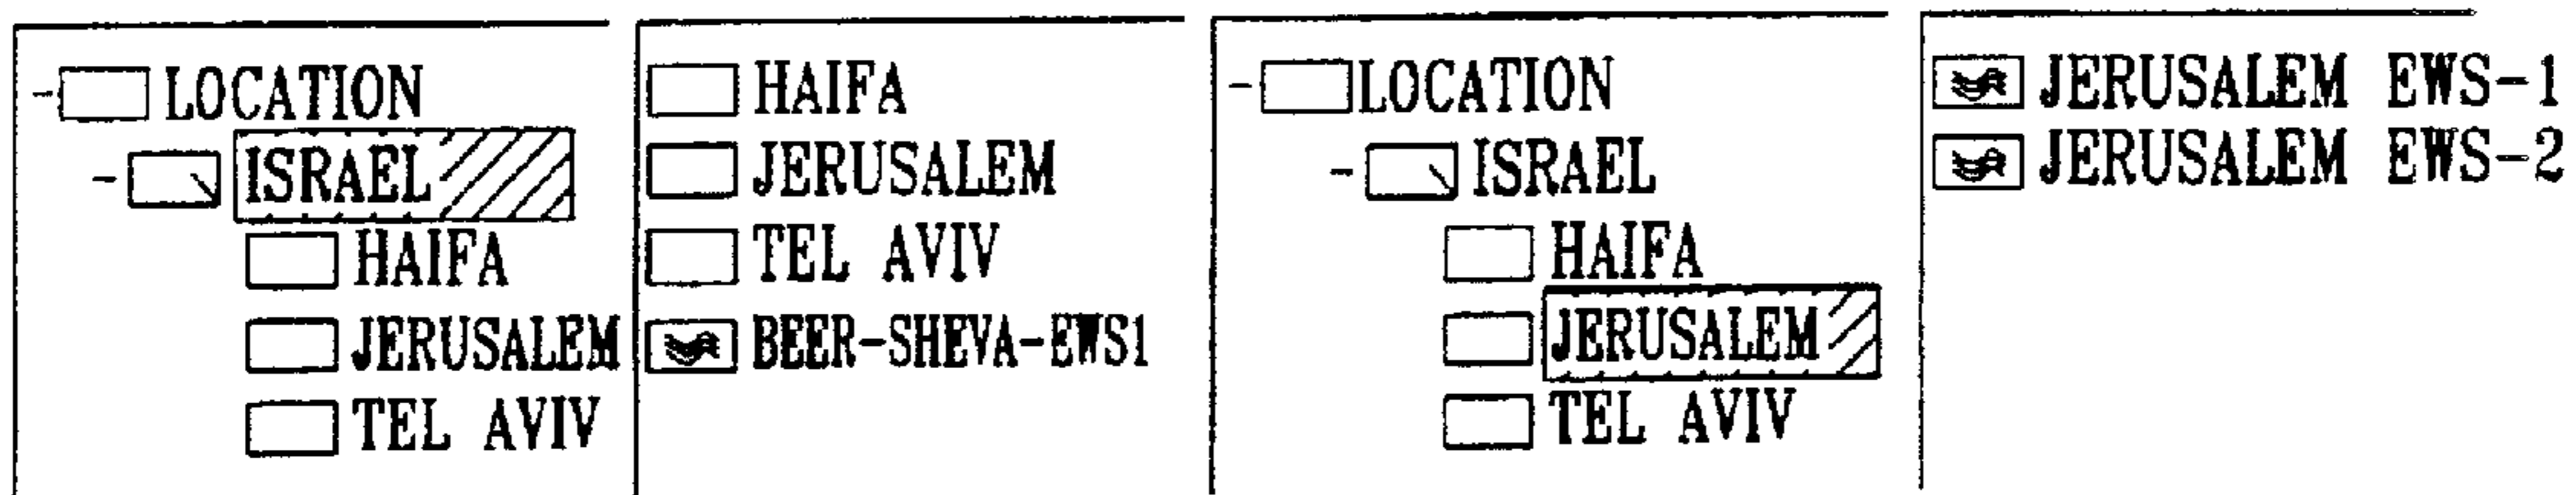 LOCATION
ISRAEL
HAIFA
JERUSALEM
TEL AVIV
HAIFA
JERUSALEM
TEL AVIV
BEER-SHEVA-EWS1
LOCATION
ISRAEL
HAIFA
JERUSALEM
TEL AVIV
JERUSALEM EWS-1
JERUSALEM EWS-2